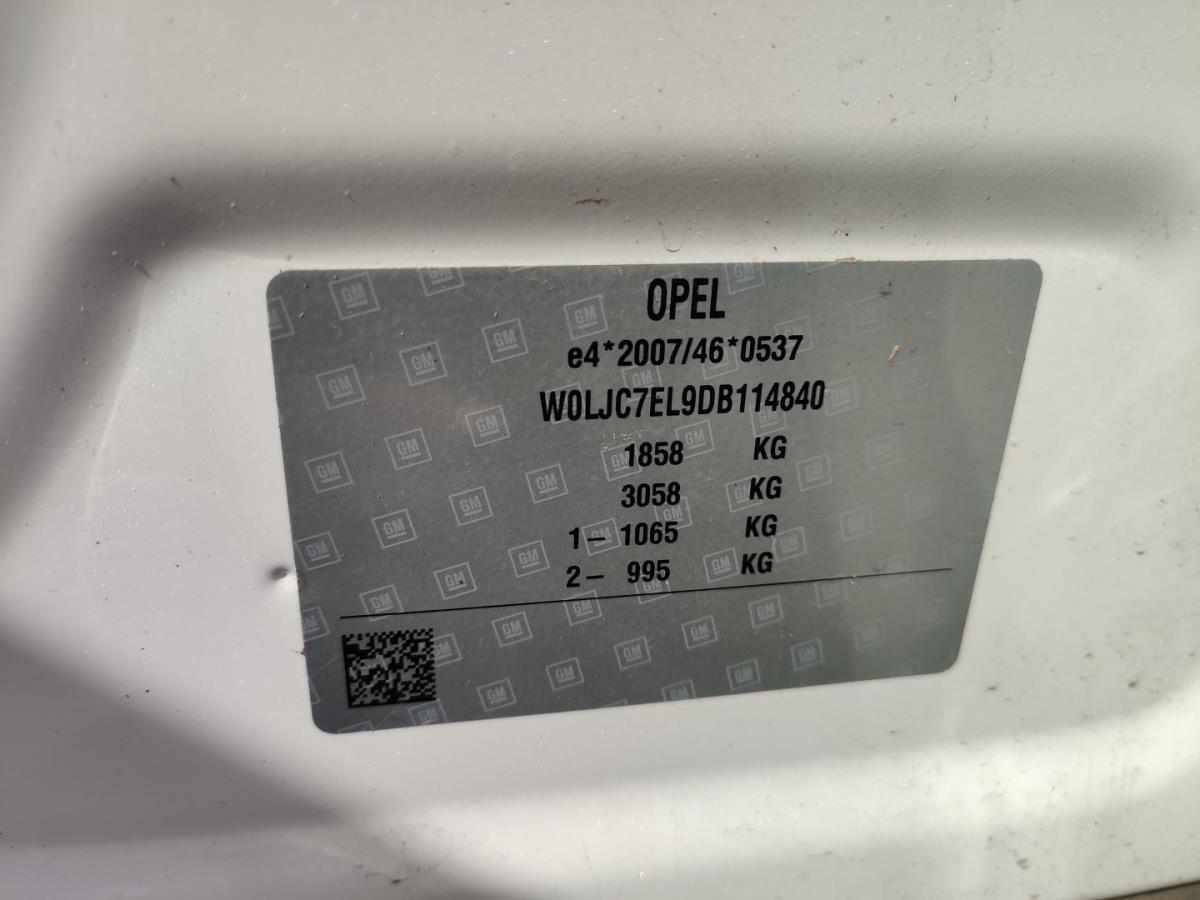 OPEL
e4*2007/46*0537
W0LJC7EL9DB114840
1858 KG
3058 KG
1– 1065 KG
2– 995 KG